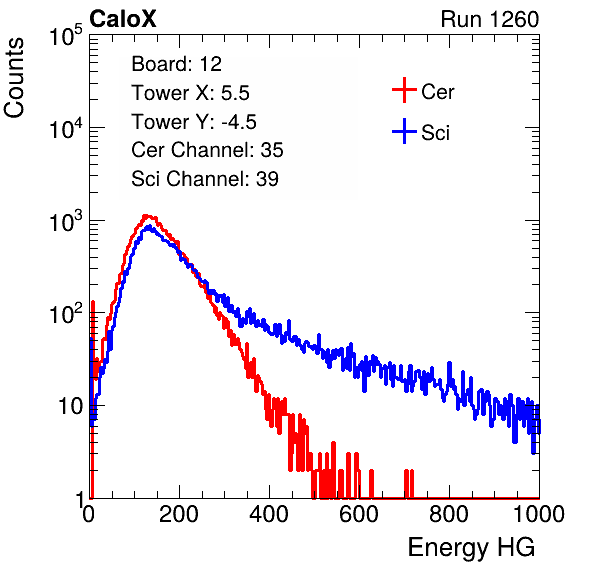 CaloX Run 1260
Counts
10^5
10^4
10^3
10^2
10
1
Board: 12
Tower X: 5.5
Tower Y: -4.5
Cer Channel: 35
Sci Channel: 39
Cer
Sci
0 200 400 600 800 1000
Energy HG